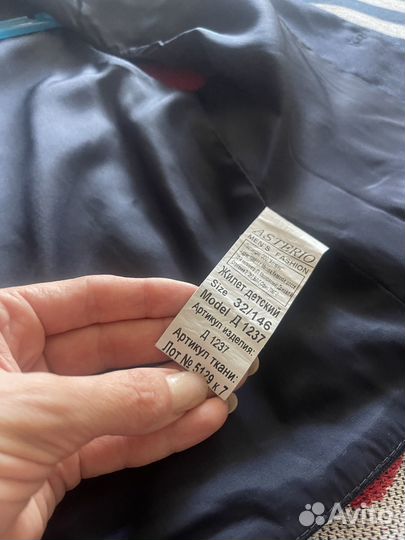 ASTERIO
MEN'S FASHION
Жилет детский
Size 32/146
Model Д 1237
Артикул изделия:
Д 1237
Артикул ткани:
Лот № 5129 к 7
Avito